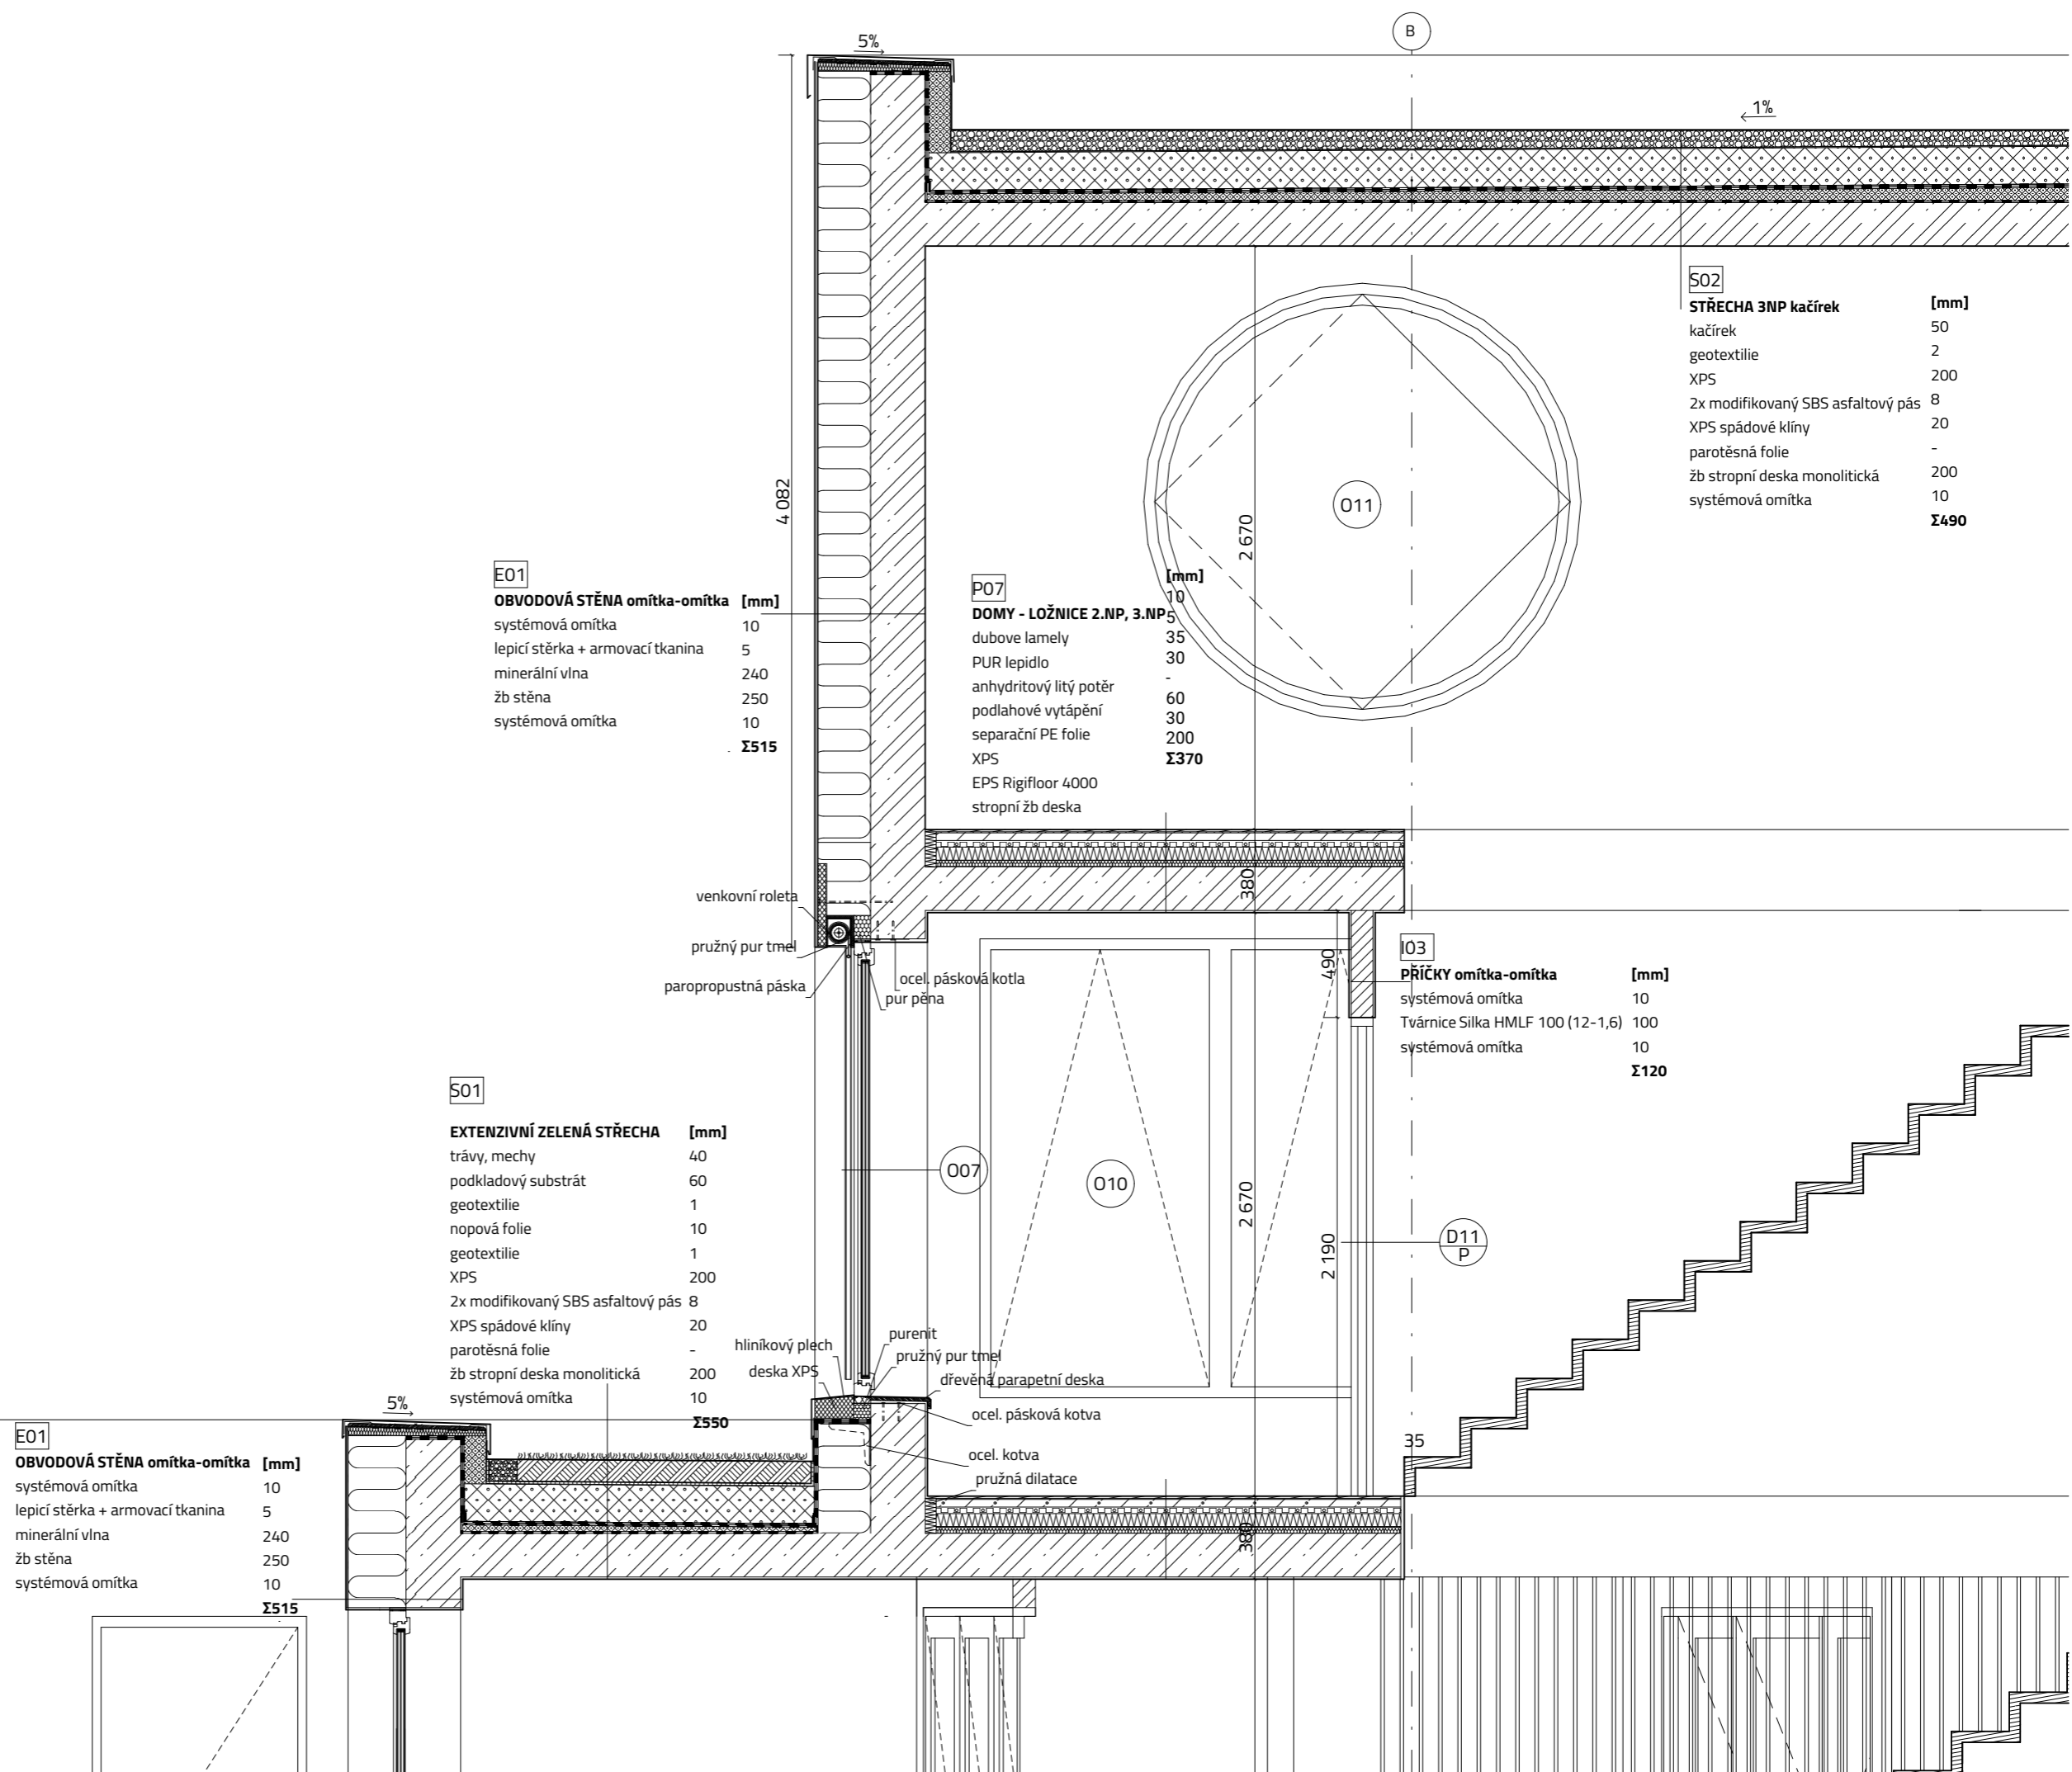 B
5%
1%
4 082
S02
STŘECHA 3NP kačírek [mm]
kačírek 50
geotextilie 2
XPS 200
2x modifikovaný SBS asfaltový pás 8
XPS spádové klíny 20
parotěsná folie -
žb stropní deska monolitická 200
systémová omítka 10
Σ490
O11
2 670
E01
OBVODOVÁ STĚNA omítka-omítka [mm]
systémová omítka 10
lepicí stěrka + armovací tkanina 5
minerální vlna 240
žb stěna 250
systémová omítka 10
Σ515
P07
DOMY - LOŽNICE 2.NP, 3.NP
dubove lamely
PUR lepidlo
anhydritový litý potěr
podlahové vytápění
separační PE folie
XPS
EPS Rigifloor 4000
stropní žb deska
[mm]
10
5
35
30
-
60
30
200
Σ370
380
venkovní roleta
pružný pur tmel
paropropustná páska
ocel. pásková kotla
pur pěna
490
I03
PŘÍČKY omítka-omítka [mm]
systémová omítka 10
Tvárnice Silka HMLF 100 (12-1,6) 100
systémová omítka 10
Σ120
S01
EXTENZIVNÍ ZELENÁ STŘECHA [mm]
trávy, mechy 40
podkladový substrát 60
geotextilie 1
nopová folie 10
geotextilie 1
XPS 200
2x modifikovaný SBS asfaltový pás 8
XPS spádové klíny 20
parotěsná folie -
žb stropní deska monolitická 200
systémová omítka 10
Σ550
O07
O10
2 670
2 190
D11
P
hliníkový plech
deska XPS
purenit
pružný pur tmel
dřevěná parapetní deska
ocel. pásková kotva
ocel. kotva
pružná dilatace
35
380
5%
E01
OBVODOVÁ STĚNA omítka-omítka [mm]
systémová omítka 10
lepicí stěrka + armovací tkanina 5
minerální vlna 240
žb stěna 250
systémová omítka 10
Σ515